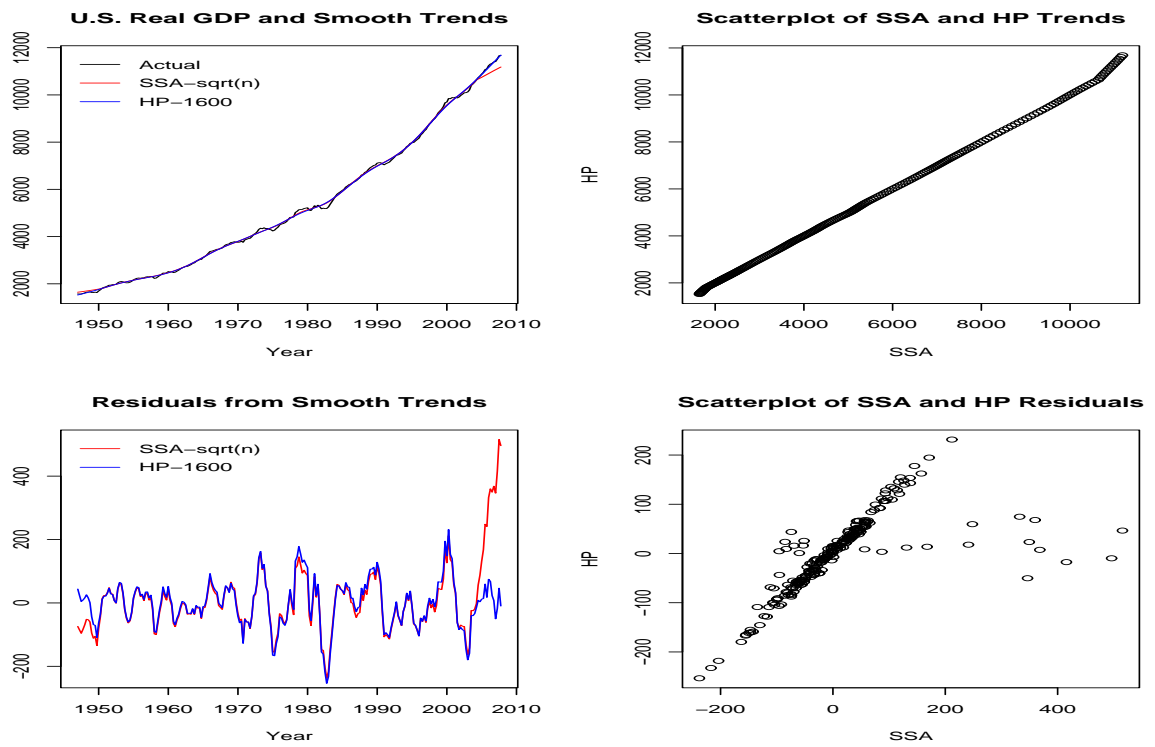 U.S. Real GDP and Smooth Trends
12000
10000
8000
6000
4000
2000
Actual
SSA−sqrt(n)
HP−1600
1950 1960 1970 1980 1990 2000 2010
Year
Scatterplot of SSA and HP Trends
HP
12000
10000
8000
6000
4000
2000
2000 4000 6000 8000 10000
SSA
Residuals from Smooth Trends
400
200
0
−200
SSA−sqrt(n)
HP−1600
1950 1960 1970 1980 1990 2000 2010
Year
Scatterplot of SSA and HP Residuals
HP
200
100
0
−100
−200
−200 0 200 400
SSA